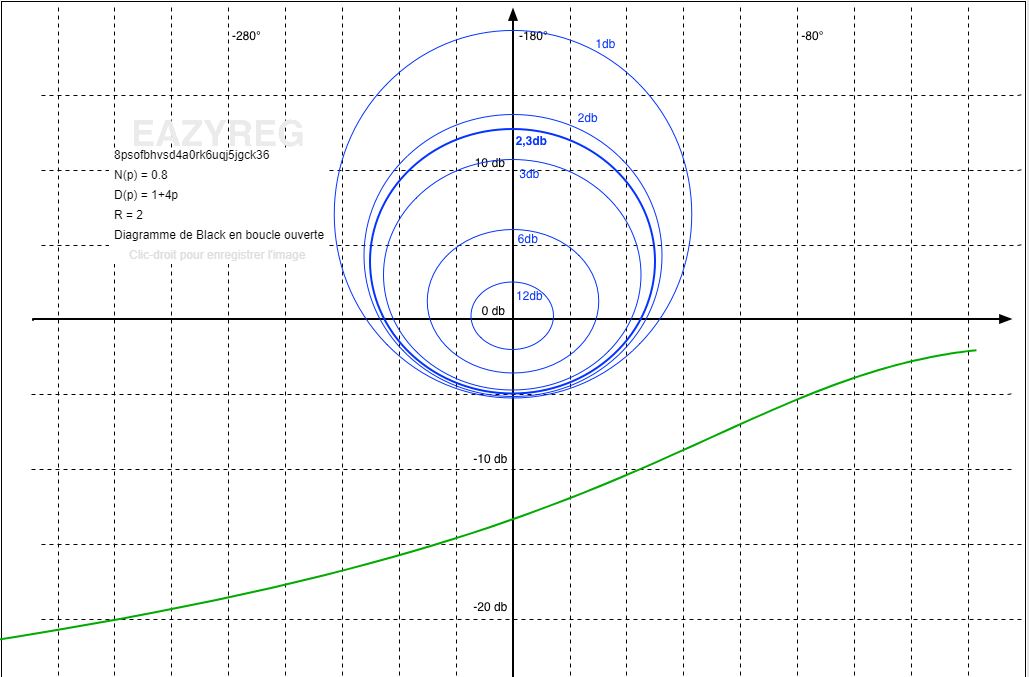 -280°
-180°
-80°
1db
2db
2,3db
10 db
3db
6db
12db
0 db
-10 db
-20 db
EAZYREG
8psofbhvsd4a0rk6uqj5jgck36
N(p) = 0.8
D(p) = 1+4p
R = 2
Diagramme de Black en boucle ouverte
Clic-droit pour enregistrer l'image